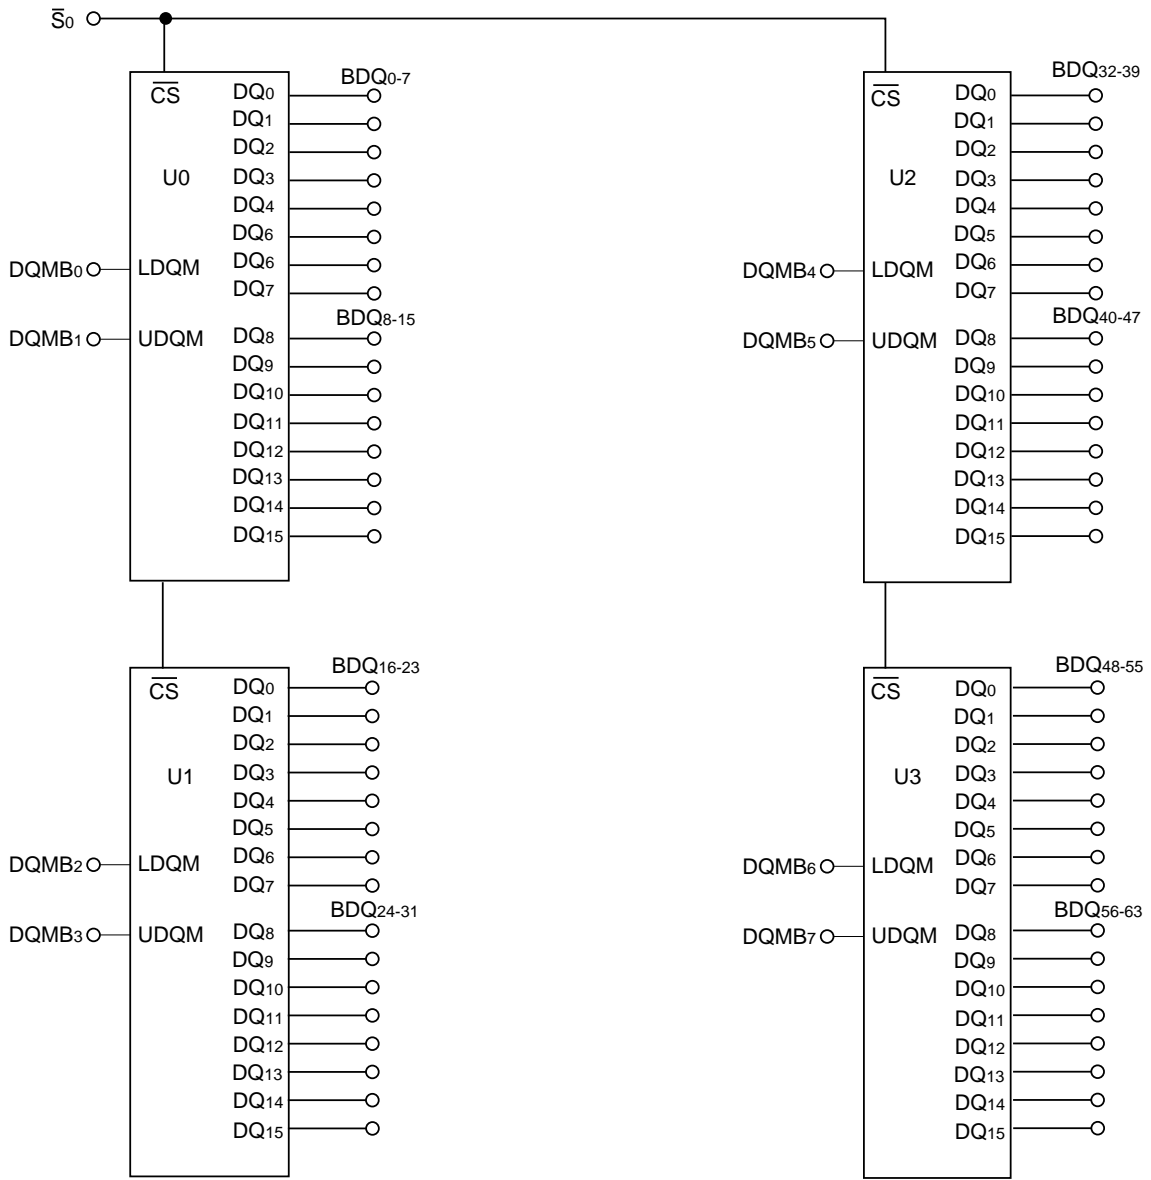 S̅0
CS̅
U0
DQMB0
LDQM
DQMB1
UDQM
DQ0
DQ1
DQ2
DQ3
DQ4
DQ6
DQ6
DQ7
DQ8
DQ9
DQ10
DQ11
DQ12
DQ13
DQ14
DQ15
BDQ0-7
BDQ8-15
CS̅
U2
DQMB4
LDQM
DQMB5
UDQM
DQ0
DQ1
DQ2
DQ3
DQ4
DQ5
DQ6
DQ7
DQ8
DQ9
DQ10
DQ11
DQ12
DQ13
DQ14
DQ15
BDQ32-39
BDQ40-47
CS̅
U1
DQMB2
LDQM
DQMB3
UDQM
DQ0
DQ1
DQ2
DQ3
DQ4
DQ5
DQ6
DQ7
DQ8
DQ9
DQ10
DQ11
DQ12
DQ13
DQ14
DQ15
BDQ16-23
BDQ24-31
CS̅
U3
DQMB6
LDQM
DQMB7
UDQM
DQ0
DQ1
DQ2
DQ3
DQ4
DQ5
DQ6
DQ7
DQ8
DQ9
DQ10
DQ11
DQ12
DQ13
DQ14
DQ15
BDQ48-55
BDQ56-63